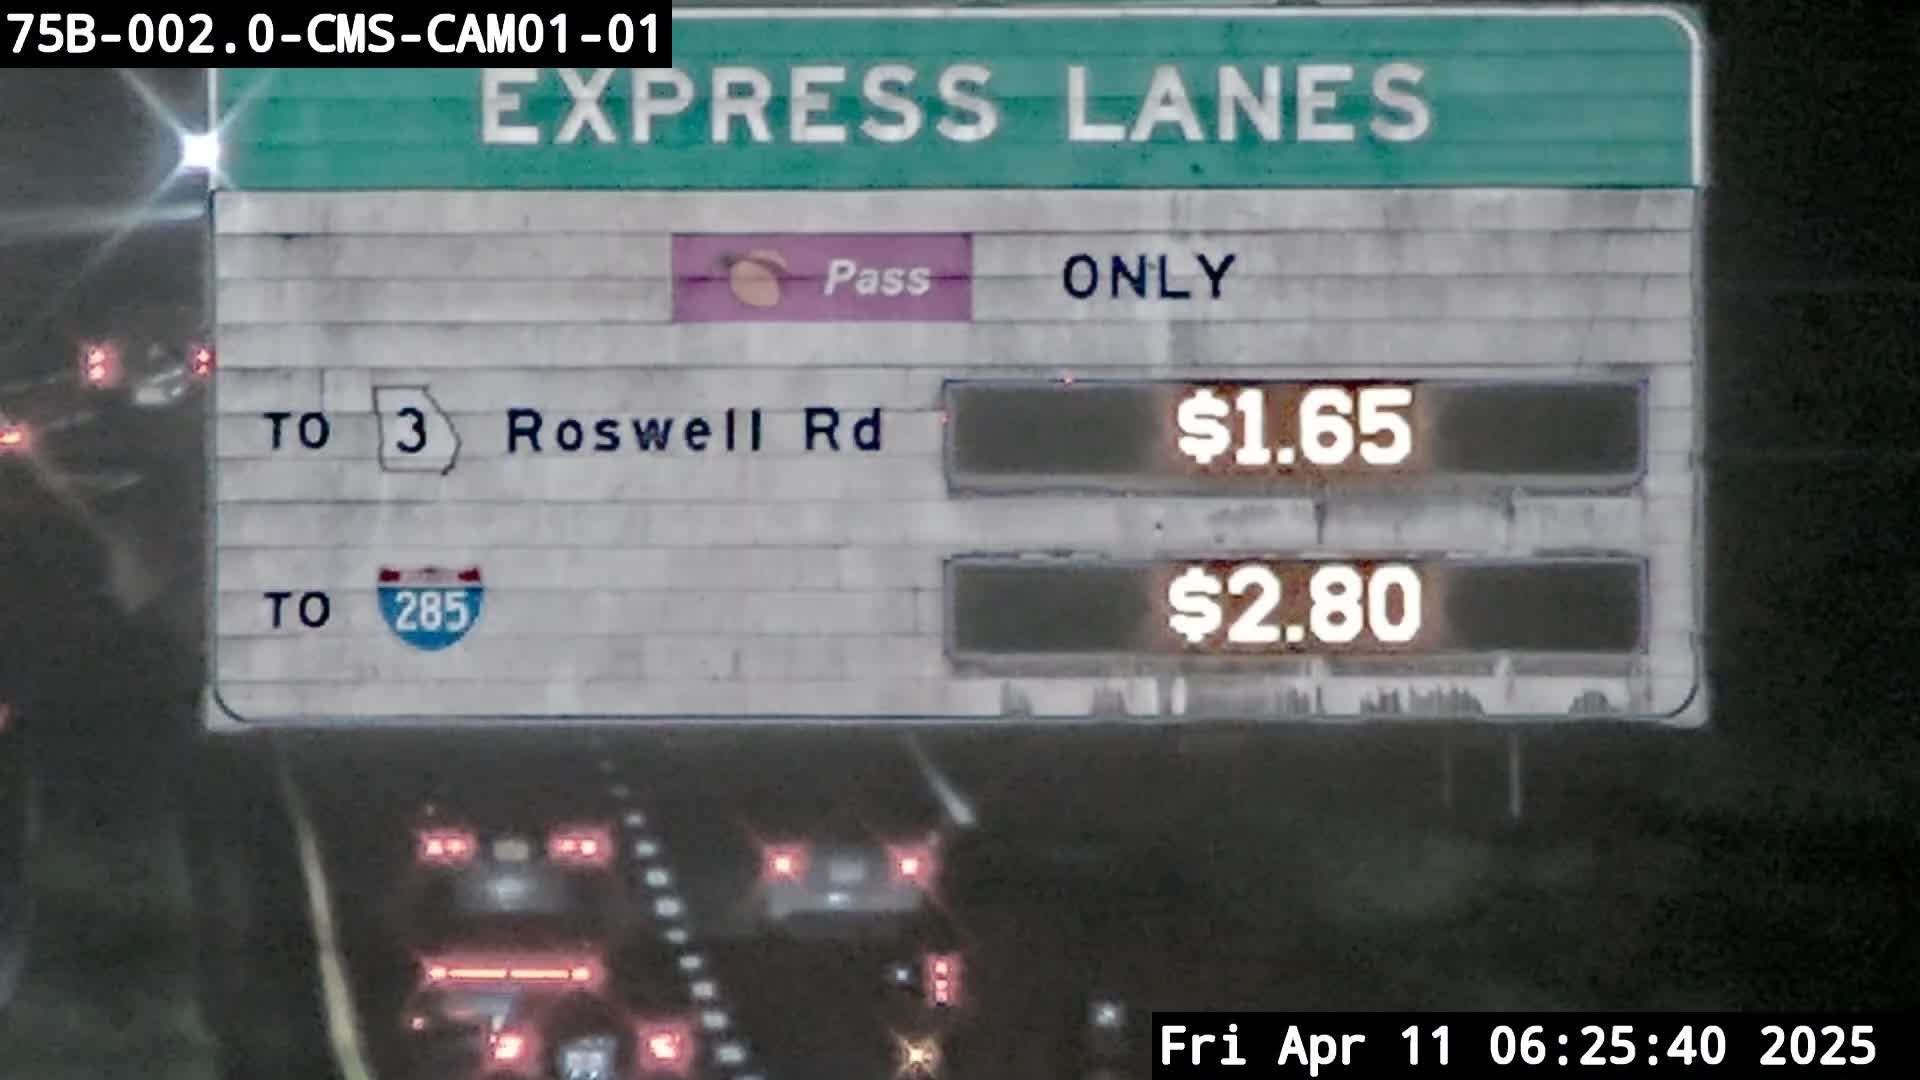 75B-002.0-CMS-CAM01-01
EXPRESS LANES
Pass ONLY
TO 3 Roswell Rd $1.65
TO 285 $2.80
Fri Apr 11 06:25:40 2025